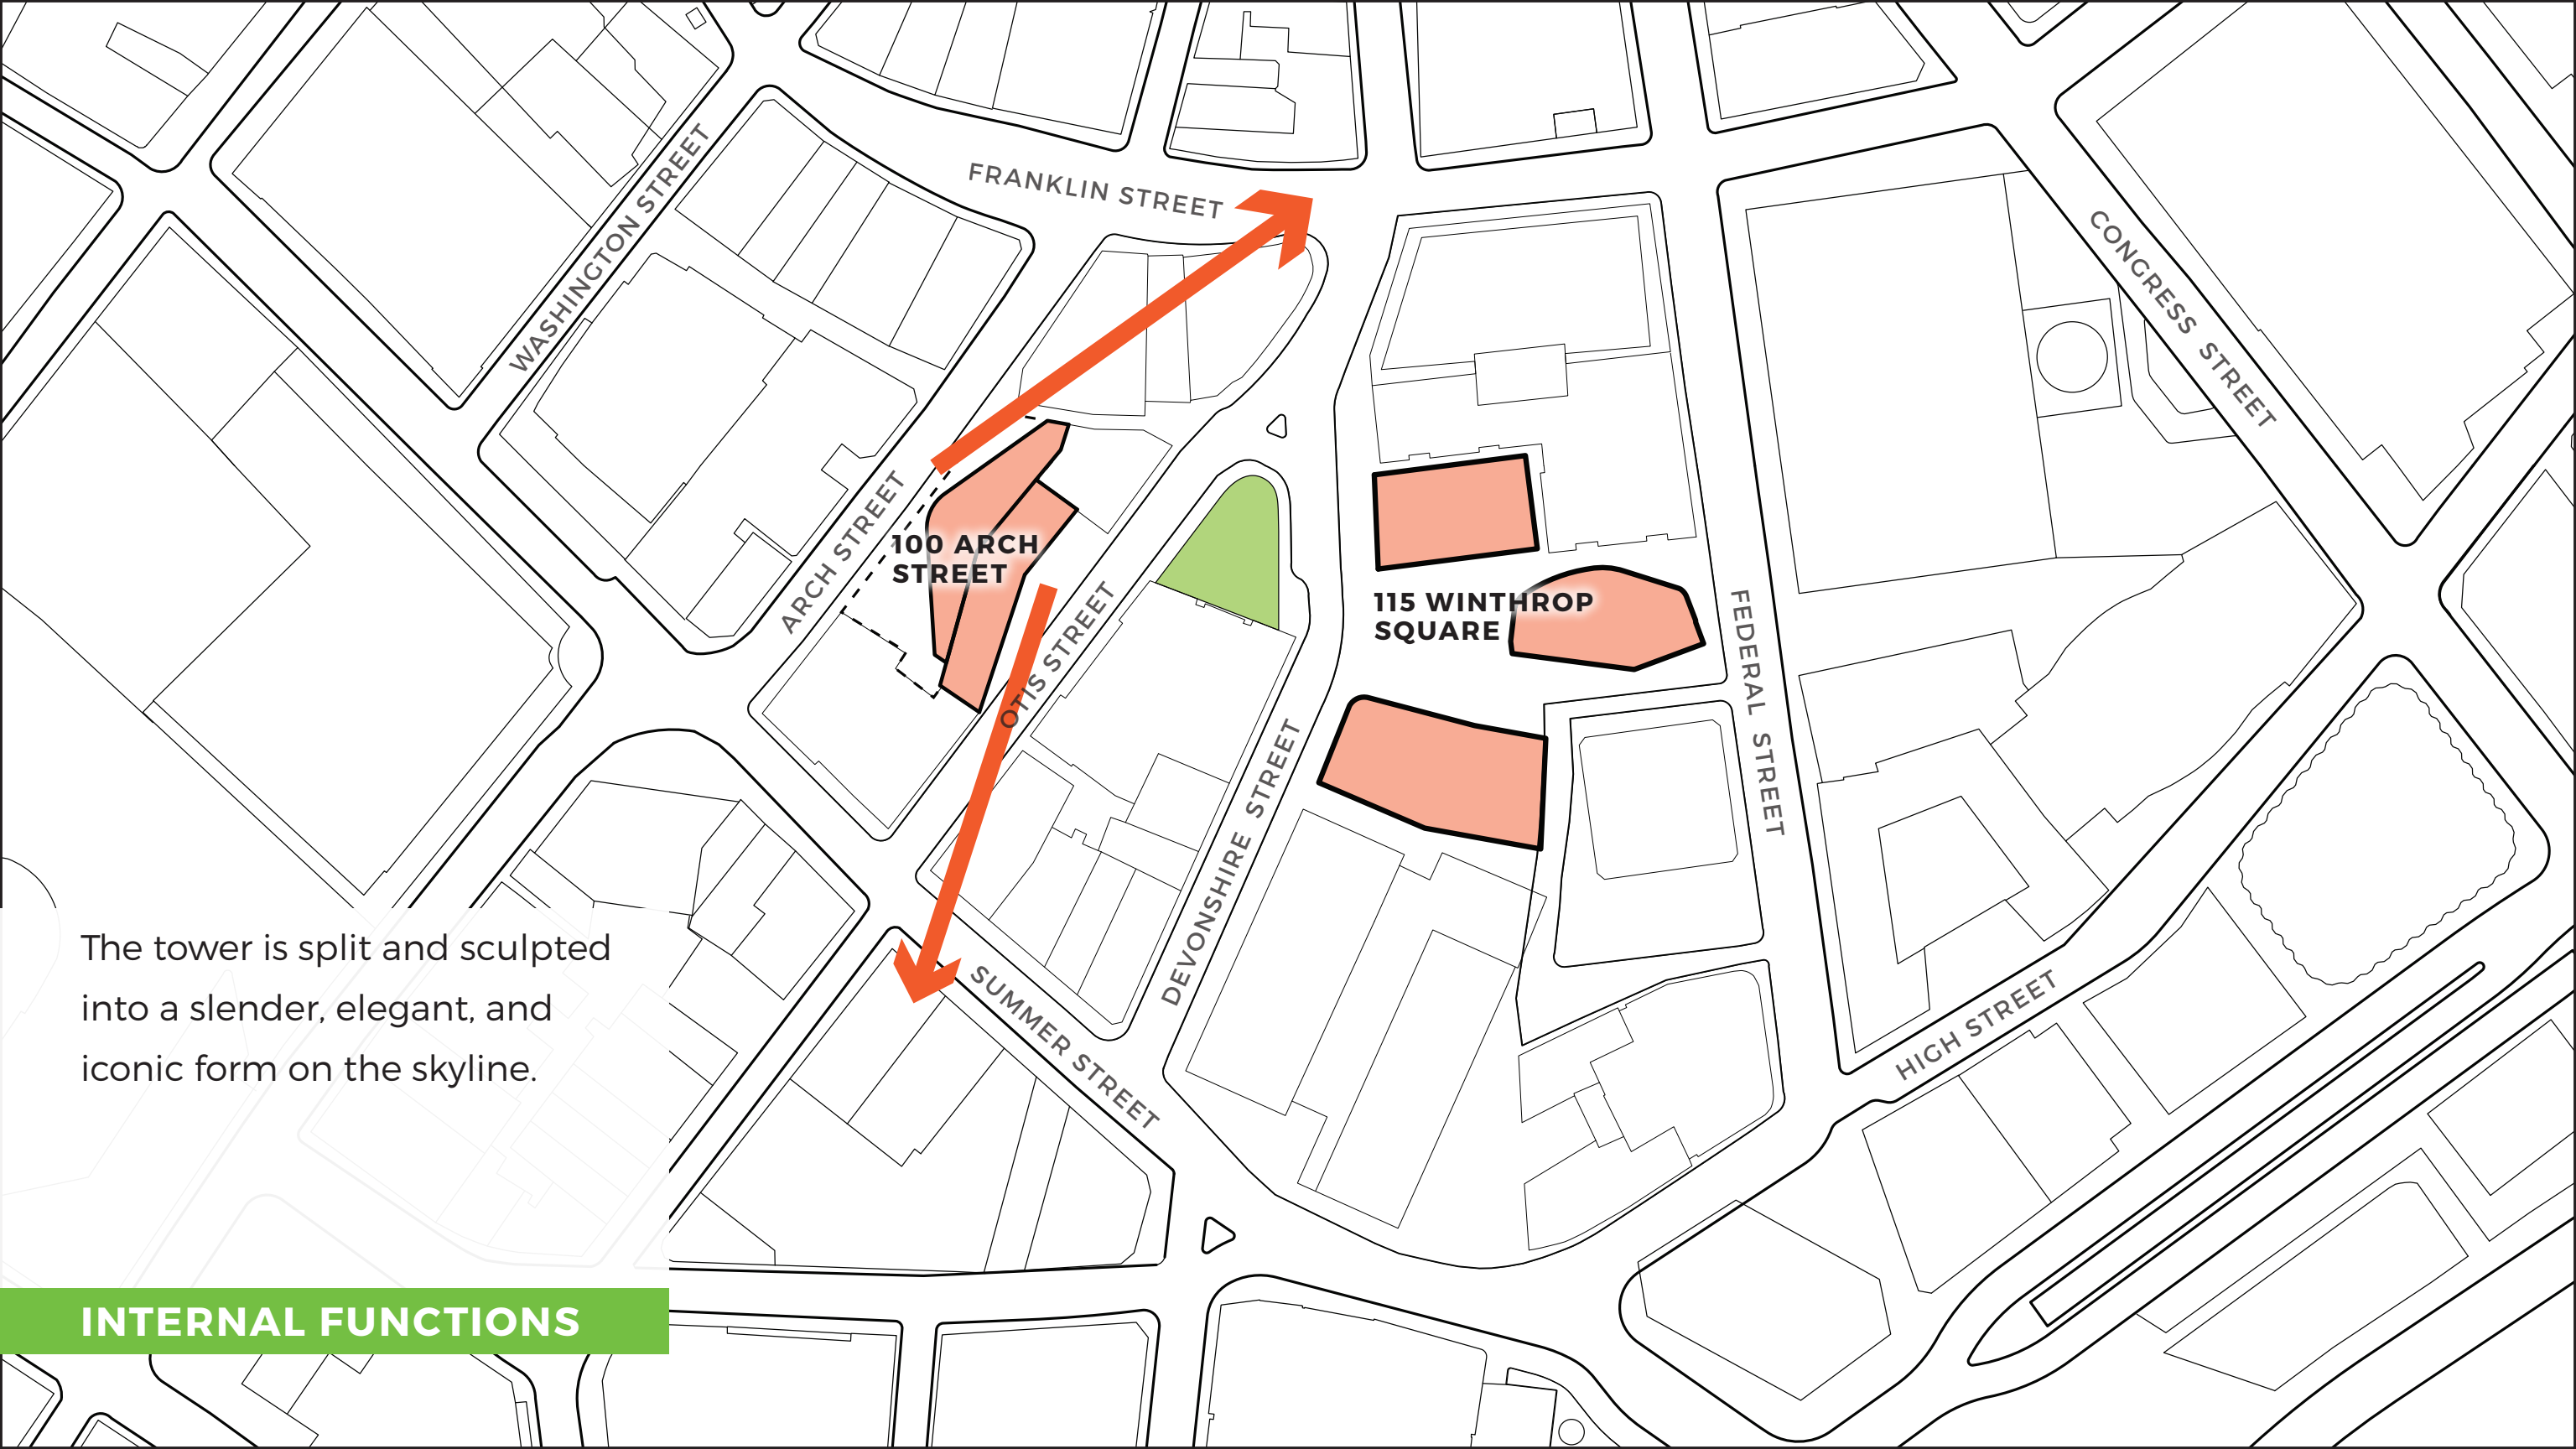 WASHINGTON STREET
FRANKLIN STREET
CONGRESS STREET
ARCH STREET
100 ARCH
STREET
OTIS STREET
115 WINTHROP
SQUARE
FEDERAL STREET
DEVONSHIRE STREET
SUMMER STREET
HIGH STREET
The tower is split and sculpted
into a slender, elegant, and
iconic form on the skyline.
INTERNAL FUNCTIONS